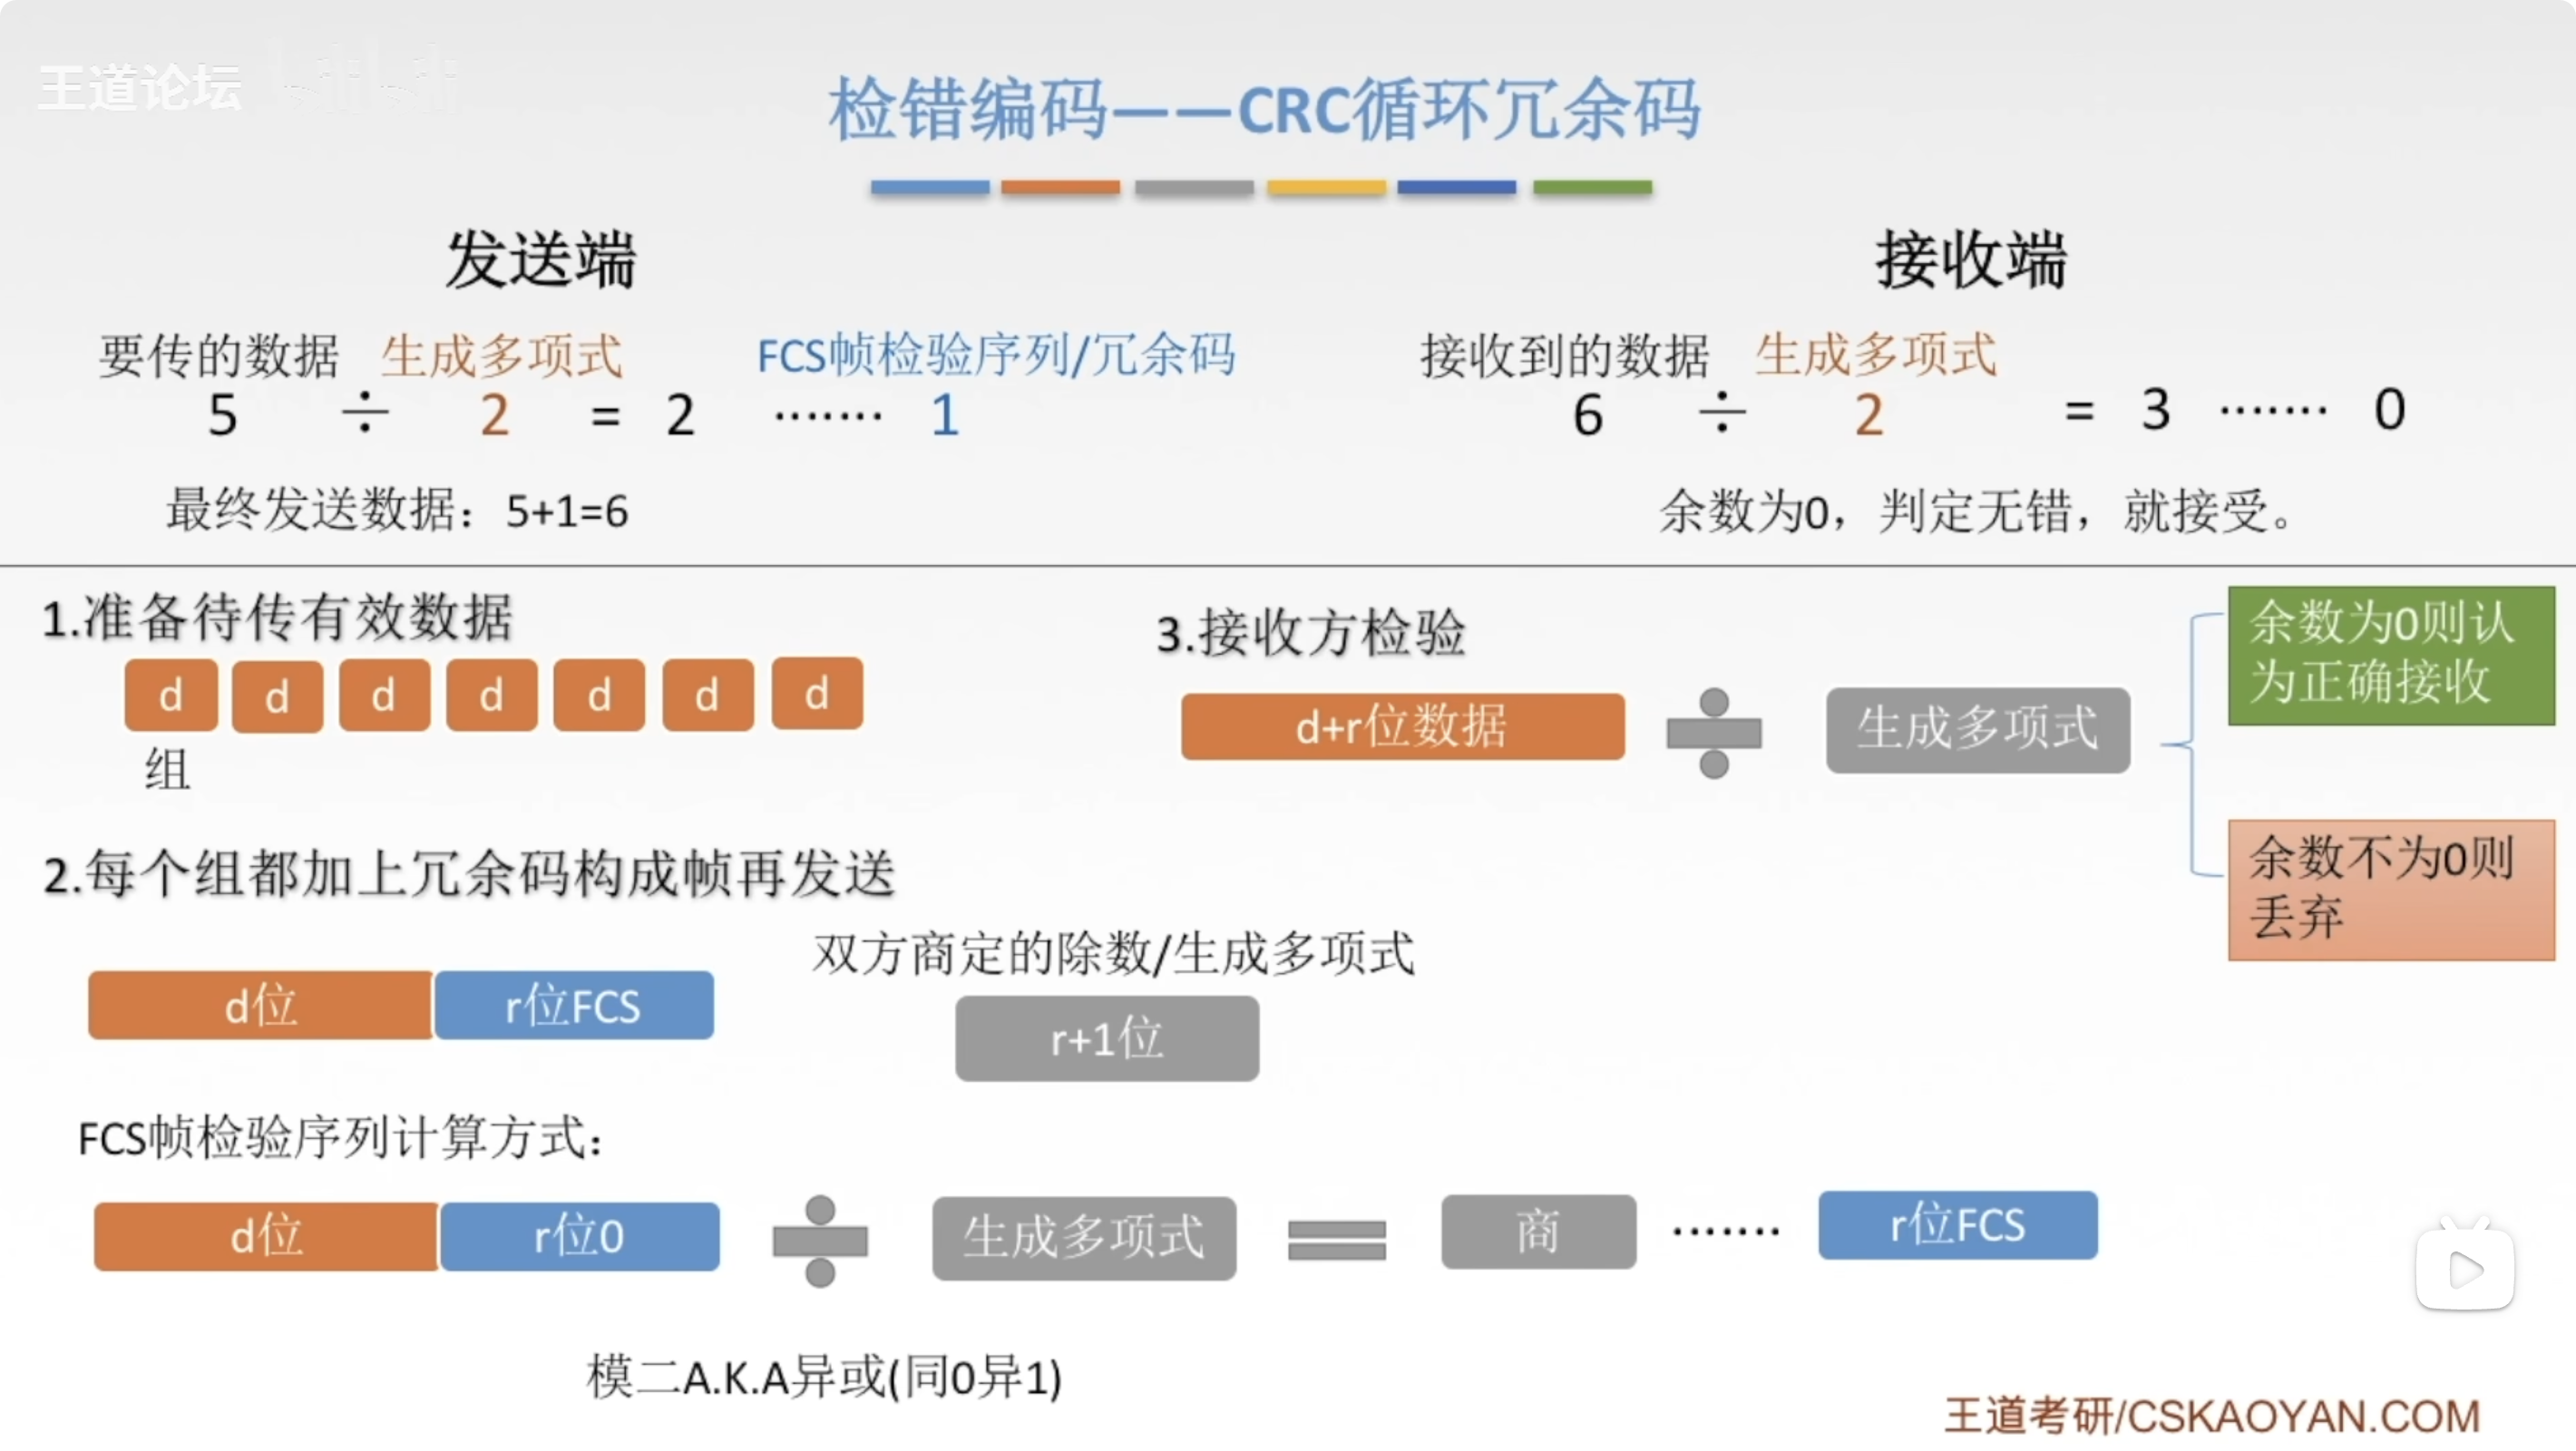 王道论坛
检错编码——CRC循环冗余码
发送端
要传的数据 生成多项式 FCS帧检验序列/冗余码
5 ÷ 2 = 2 ······· 1
最终发送数据：5+1=6
接收端
接收到的数据 生成多项式
6 ÷ 2 = 3 ······· 0
余数为0，判定无错，就接受。
1.准备待传有效数据
d d d d d d d
组
2.每个组都加上冗余码构成帧再发送
d位 r位FCS
双方商定的除数/生成多项式
r+1位
FCS帧检验序列计算方式：
d位 r位0 ÷ 生成多项式 = 商 ······· r位FCS
模二A.K.A异或(同0异1)
3.接收方检验
d+r位数据 ÷ 生成多项式
余数为0则认
为正确接收
余数不为0则
丢弃
王道考研/CSKAOYAN.COM